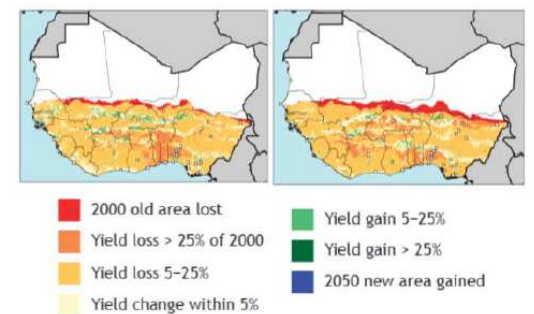 2000 old area lost
Yield loss > 25% of 2000
Yield loss 5–25%
Yield change within 5%
Yield gain 5–25%
Yield gain > 25%
2050 new area gained